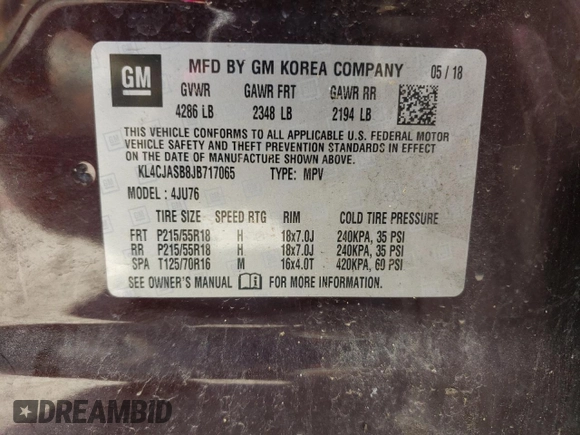 GM
MFD BY GM KOREA COMPANY 05 / 18
GVWR GAWR FRT GAWR RR
4286 LB 2348 LB 2194 LB
THIS VEHICLE CONFORMS TO ALL APPLICABLE U.S. FEDERAL MOTOR
VEHICLE SAFETY AND THEFT PREVENTION STANDARDS IN EFFECT
ON THE DATE OF MANUFACTURE SHOWN ABOVE.
KL4CJASB8JB717065 TYPE: MPV
MODEL: 4JU76
TIRE SIZE SPEED RTG RIM COLD TIRE PRESSURE
FRT P215/55R18 H 18x7.0J 240KPA, 35 PSI
RR P215/55R18 H 18x7.0J 240KPA, 35 PSI
SPA T125/70R16 M 16x4.0T 420KPA, 60 PSI
SEE OWNER'S MANUAL FOR MORE INFORMATION.
DREAMBID